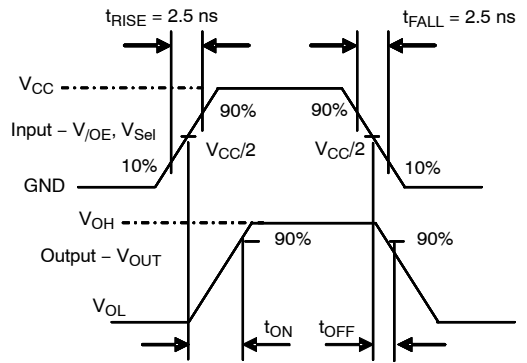 tRISE = 2.5 ns
tFALL = 2.5 ns
VCC
90%
90%
Input – V/OE, VSel
VCC/2
VCC/2
10%
10%
GND
VOH
90%
90%
Output – VOUT
VOL
tON
tOFF